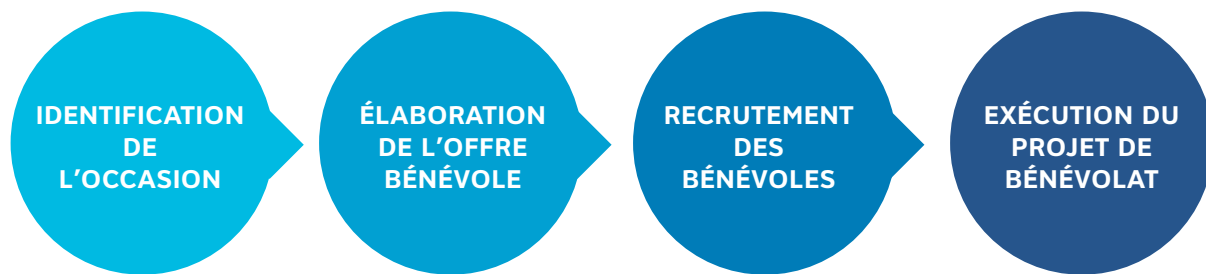 IDENTIFICATION
DE
L’OCCASION
ÉLABORATION
DE L’OFFRE
BÉNÉVOLE
RECRUTEMENT
DES
BÉNÉVOLES
EXÉCUTION DU
PROJET DE
BÉNÉVOLAT